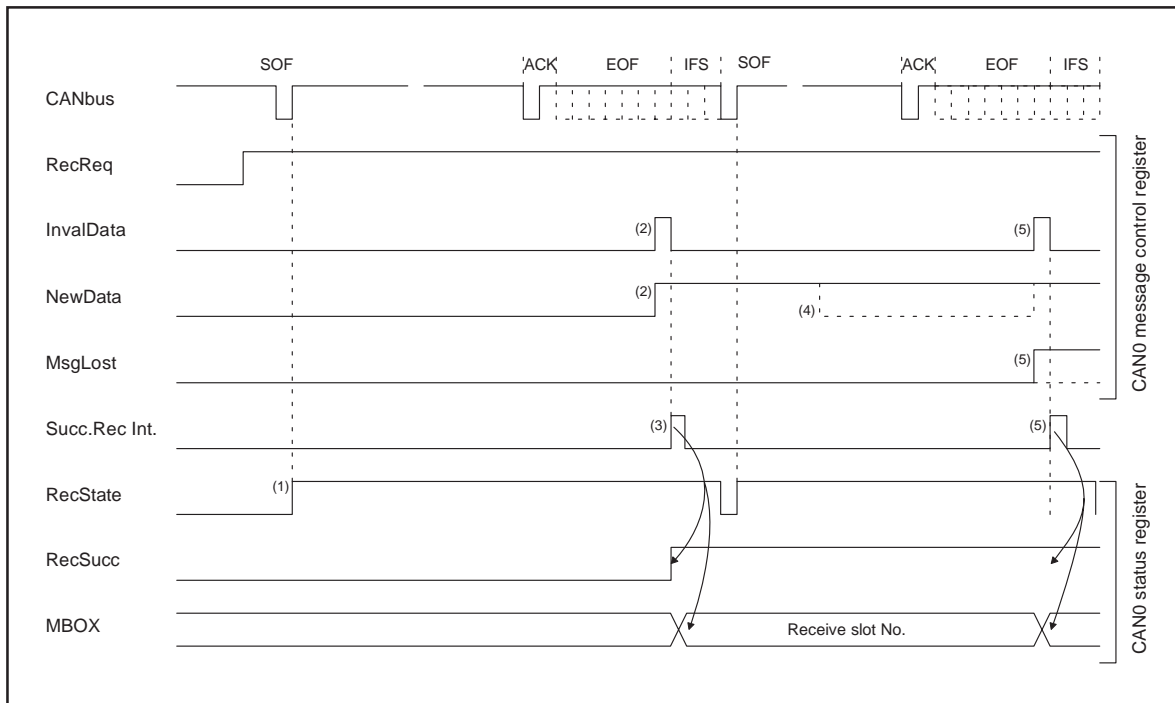 SOF ACK EOF IFS SOF ACK EOF IFS
CANbus
RecReq
InvalData (2) (5)
NewData (2) (4)
MsgLost (5)
Succ.Rec Int. (3) (5)
RecState (1)
RecSucc
MBOX Receive slot No.
CAN0 message control register
CAN0 status register